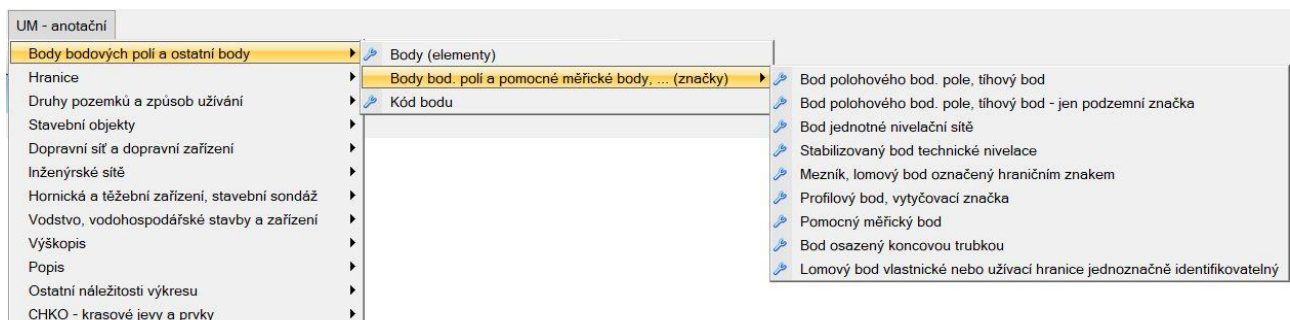 UM - anotační
Body bodových polí a ostatní body
Hranice
Druhy pozemků a způsob užívání
Stavební objekty
Dopravní síť a dopravní zařízení
Inženýrské sítě
Hornická a těžební zařízení, stavební sondáž
Vodstvo, vodohospodářské stavby a zařízení
Výškopis
Popis
Ostatní náležitosti výkresu
CHKO - krasové jevy a prvky
Body (elementy)
Body bod. polí a pomocné měřické body, ... (značky)
Kód bodu
Bod polohového bod. pole, tíhový bod
Bod polohového bod. pole, tíhový bod - jen podzemní značka
Bod jednotné nivelační sítě
Stabilizovaný bod technické nivelace
Mezník, lomový bod označený hraničním znakem
Profilový bod, vytyčovací značka
Pomocný měřický bod
Bod osazený koncovou trubkou
Lomový bod vlastnické nebo užívací hranice jednoznačně identifikovatelný